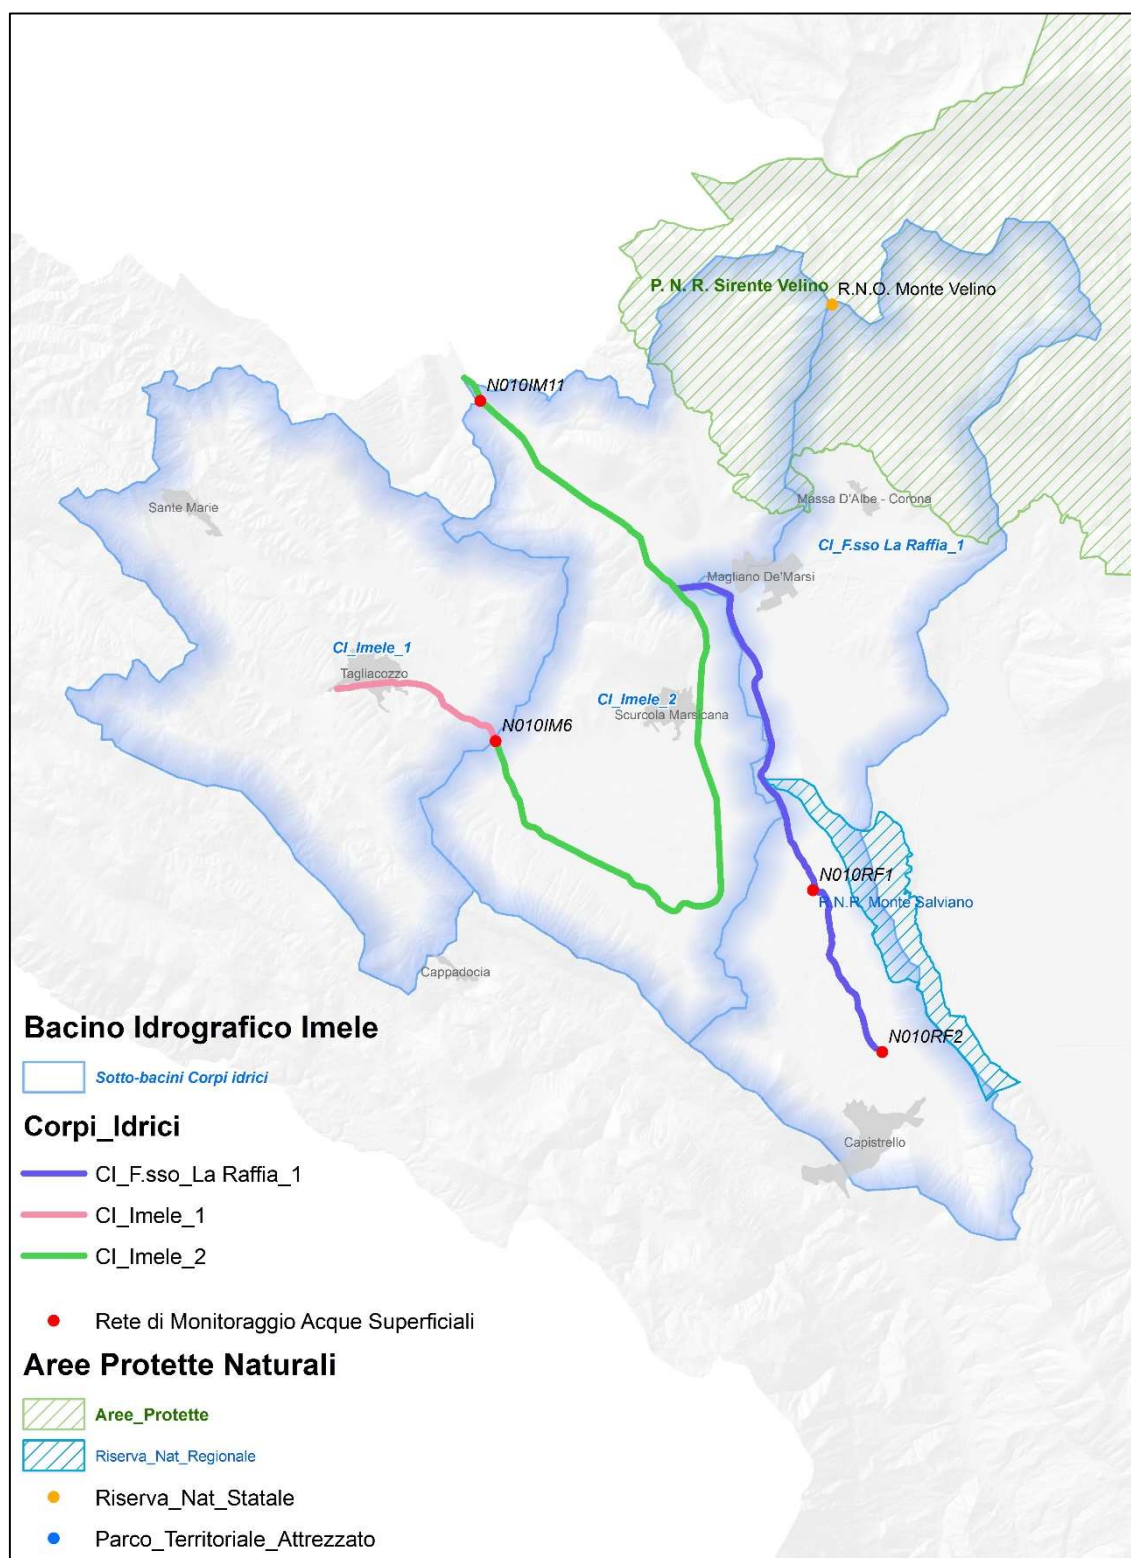 P. N. R. Sirente Velino
R.N.O. Monte Velino
N010IM11
Sante Marie
Massa D'Albe - Corona
CI_F.sso La Raffia_1
Magliano De'Marsi
CI_Imele_1
Tagliacozzo
CI_Imele_2
Scurcola Marsicana
N010IM6
N010RF1
R.N.R. Monte Salviano
Cappadocia
N010RF2
Capistrello
Bacino Idrografico Imele
Sotto-bacini Corpi idrici
Corpi_Idrici
CI_F.sso_La Raffia_1
CI_Imele_1
CI_Imele_2
Rete di Monitoraggio Acque Superficiali
Aree Protette Naturali
Aree_Protette
Riserva_Nat_Regionale
Riserva_Nat_Statale
Parco_Territoriale_Attrezzato